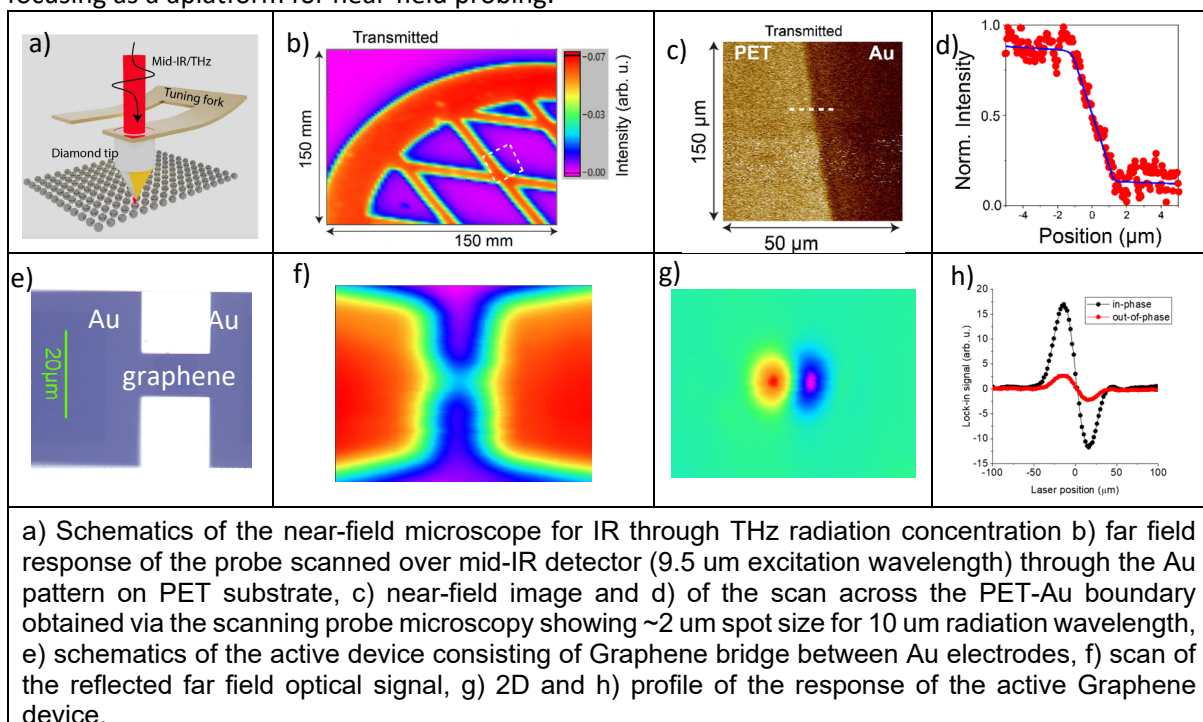 focusing as a aplatform for near-field probing.
a)
Mid-IR/THz
Tuning fork
Diamond tip
b)
Transmitted
150 mm
150 mm
-0.07
-0.03
-0.00
Intensity (arb. u.)
c)
Transmitted
PET
Au
150 µm
50 µm
d)
1.0
0.5
0.0
Norm. Intensity
-4
-2
0
2
4
Position (µm)
e)
Au
Au
graphene
20µm
f)
g)
h)
in-phase
out-of-phase
20
15
10
5
0
-5
-10
-15
Lock-in signal (arb. u.)
-100
-50
0
50
100
Laser position (µm)
a) Schematics of the near-field microscope for IR through THz radiation concentration b) far field
response of the probe scanned over mid-IR detector (9.5 um excitation wavelength) through the Au
pattern on PET substrate, c) near-field image and d) of the scan across the PET-Au boundary
obtained via the scanning probe microscopy showing ~2 um spot size for 10 um radiation wavelength,
e) schematics of the active device consisting of Graphene bridge between Au electrodes, f) scan of
the reflected far field optical signal, g) 2D and h) profile of the response of the active Graphene
device.